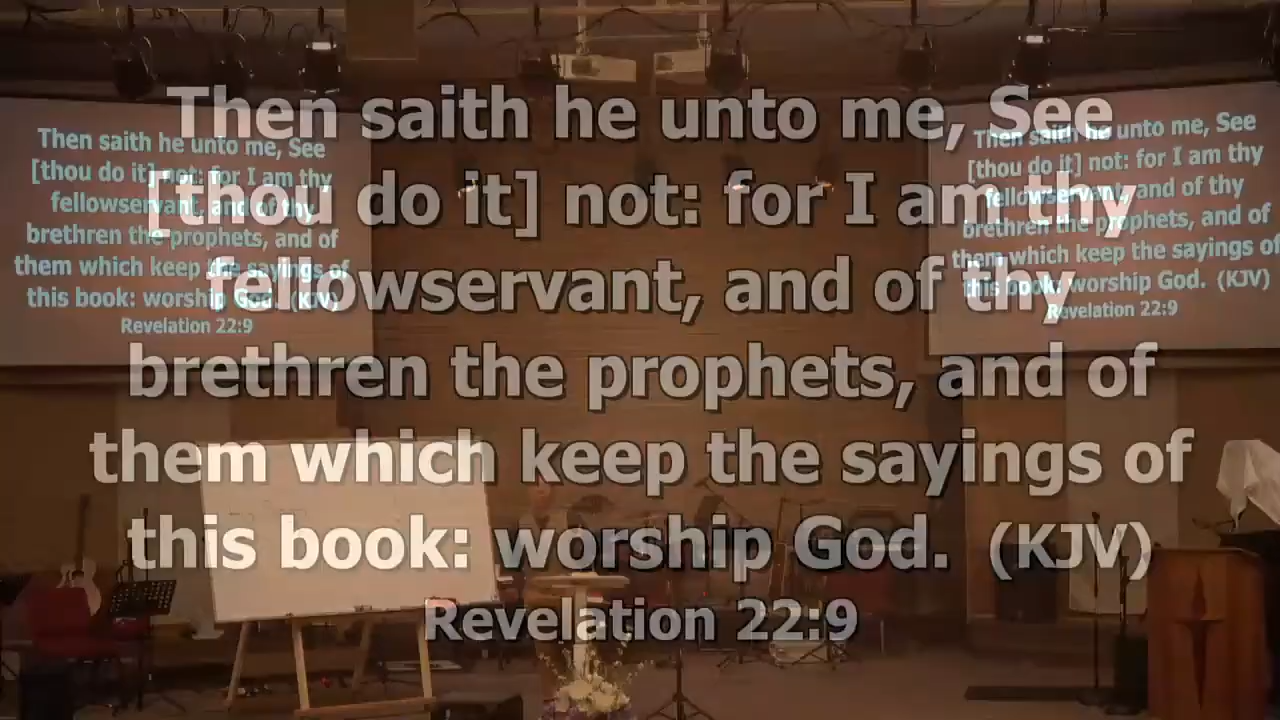 Then saith he unto me, See
[thou do it] not: for I am thy
fellowservant, and of thy
brethren the prophets, and of
them which keep the sayings of
this book: worship God. (KJV)
Revelation 22:9
Then saith he unto me, See
[thou do it] not: for I am thy
fellowservant, and of thy
brethren the prophets, and of
them which keep the sayings of
this book: worship God. (KJV)
Revelation 22:9
Then saith he unto me, See
[thou do it] not: for I am thy
fellowservant, and of thy
brethren the prophets, and of
them which keep the sayings of
this book: worship God. (KJV)
Revelation 22:9